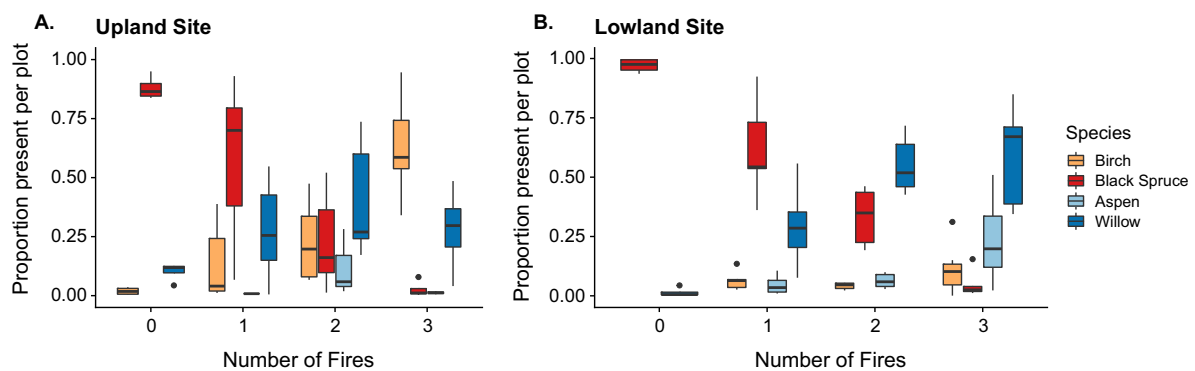 A.
Upland Site
Proportion present per plot
1.00
0.75
0.50
0.25
0.00
0 1 2 3
Number of Fires
B.
Lowland Site
Proportion present per plot
1.00
0.75
0.50
0.25
0.00
0 1 2 3
Number of Fires
Species
Birch
Black Spruce
Aspen
Willow